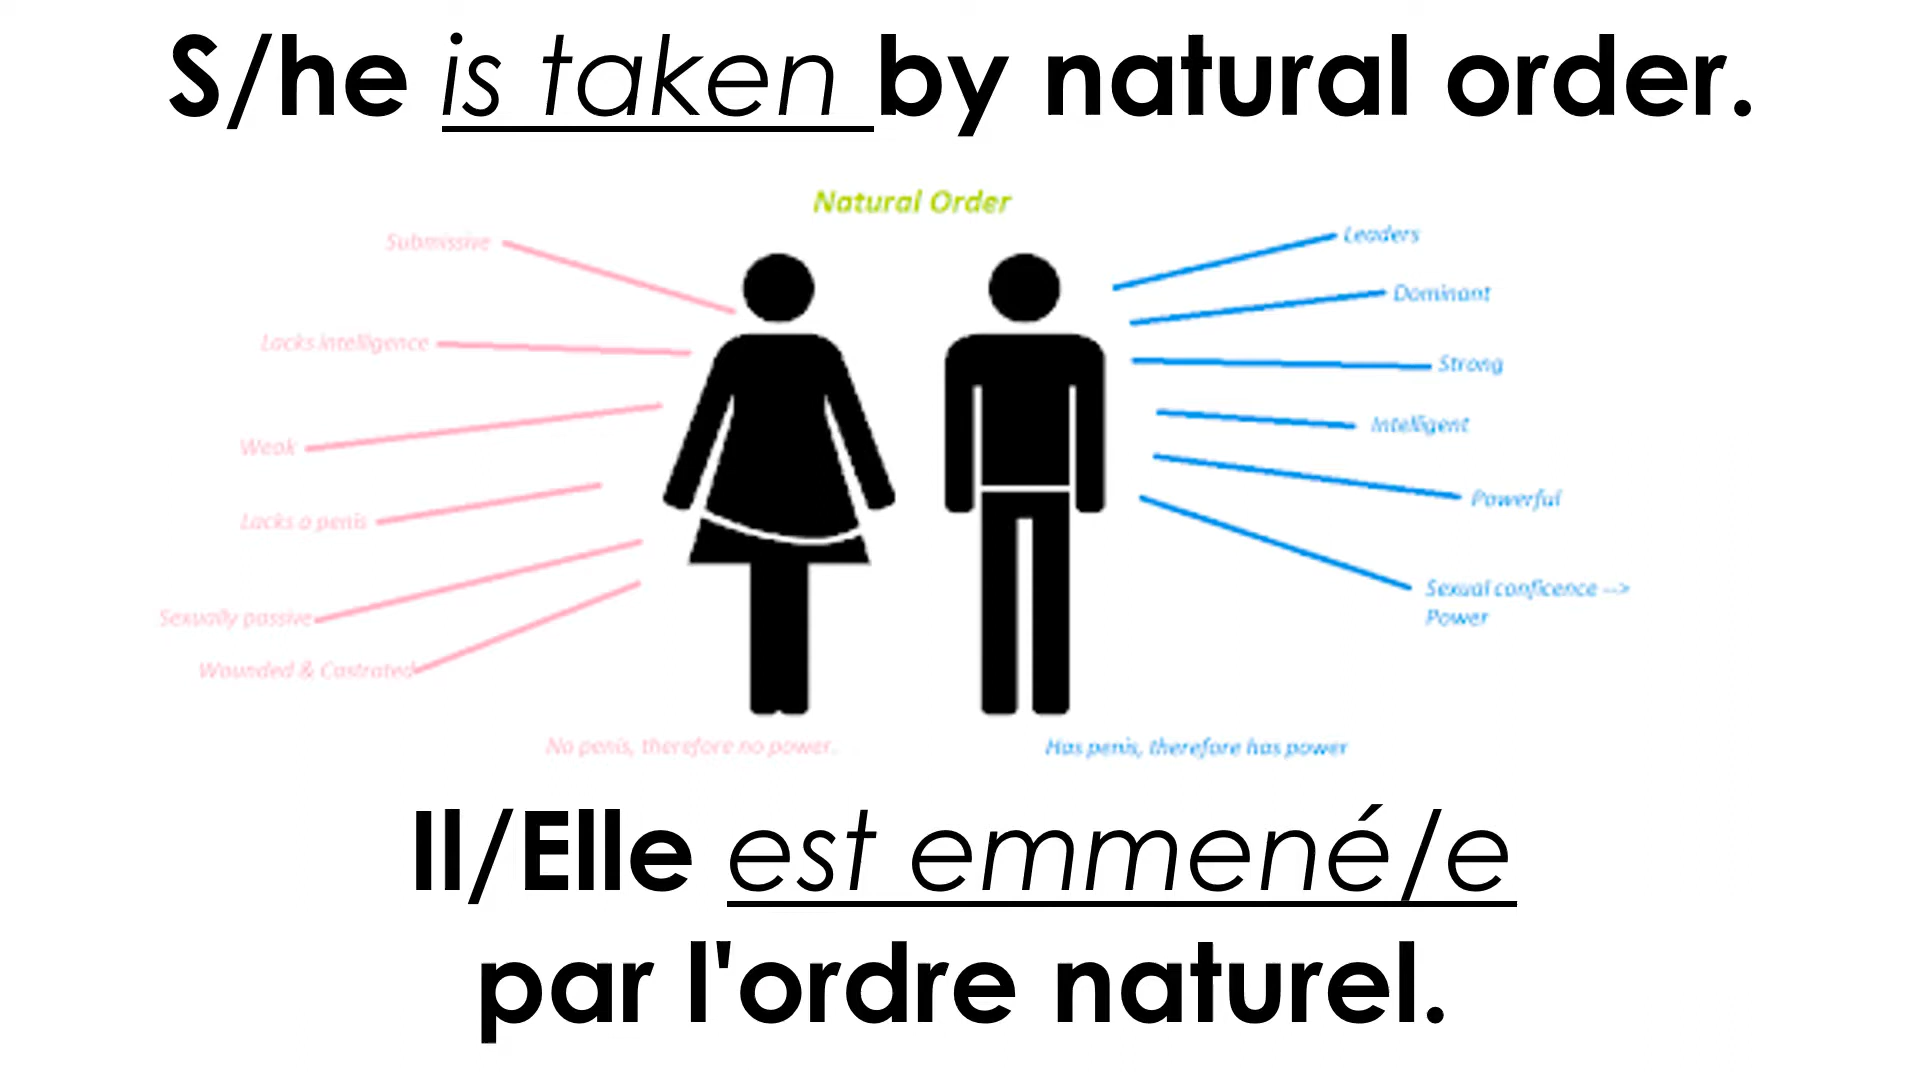 S/he is taken by natural order.
Natural Order
Submissive
Lacks intelligence
Weak
Lacks a penis
Sexually passive
Wounded & Castrated
No penis, therefore no power.
Leaders
Dominant
Strong
Intelligent
Powerful
Sexual conficence -->
Power
Has penis, therefore has power
Il/Elle est emmené/e
par l'ordre naturel.